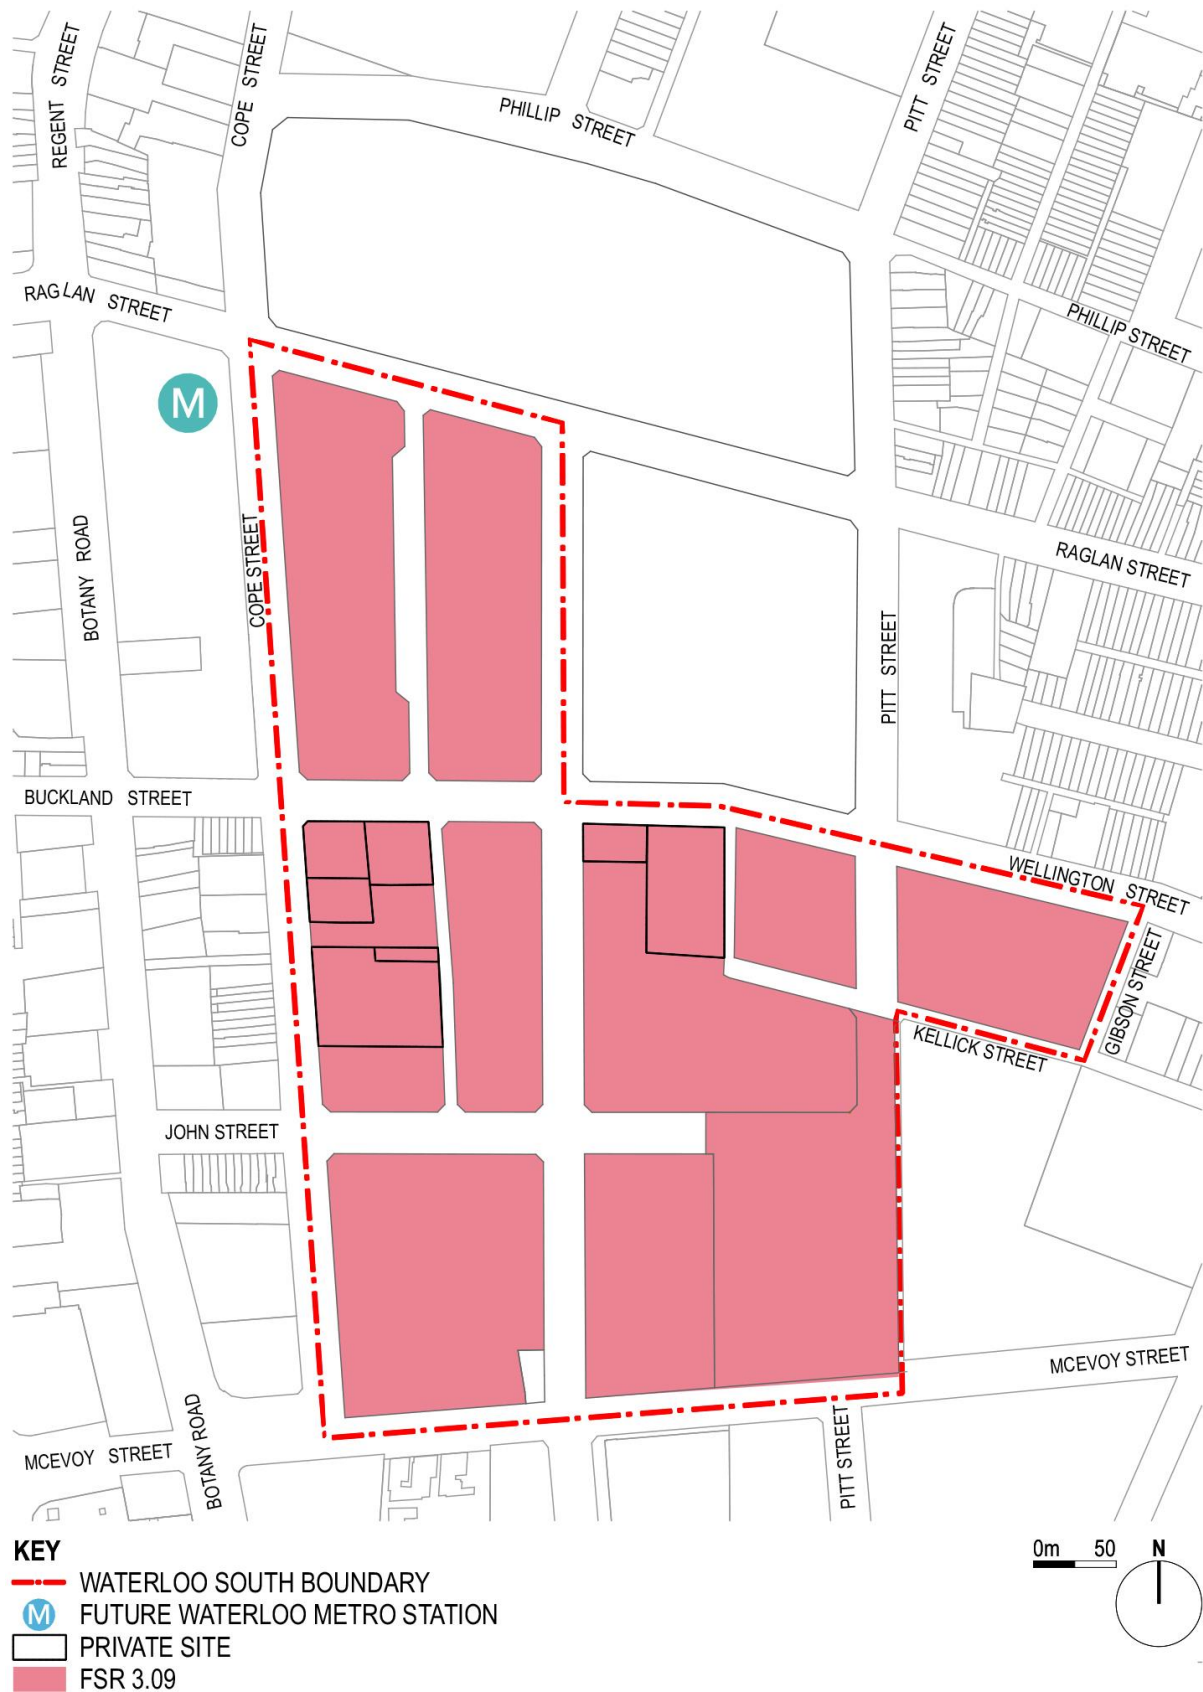 REGENT STREET
COPE STREET
PHILLIP STREET
PITT STREET
RAGLAN STREET
PHILLIP STREET
M
BOTANY ROAD
COPE STREET
RAGLAN STREET
PITT STREET
BUCKLAND STREET
WELLINGTON STREET
GIBSON STREET
KELLICK STREET
JOHN STREET
MCEVOY STREET
BOTANY ROAD
PITT STREET
MCEVOY STREET
KEY
WATERLOO SOUTH BOUNDARY
M FUTURE WATERLOO METRO STATION
PRIVATE SITE
FSR 3.09
0m 50
N